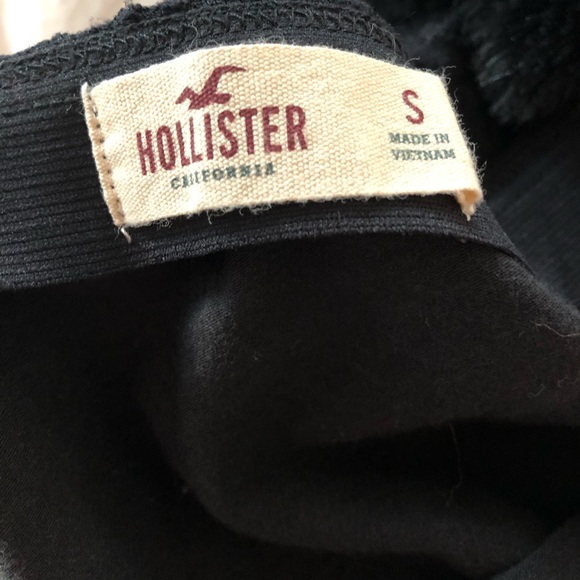 HOLLISTER
CALIFORNIA
S
MADE IN
VIETNAM